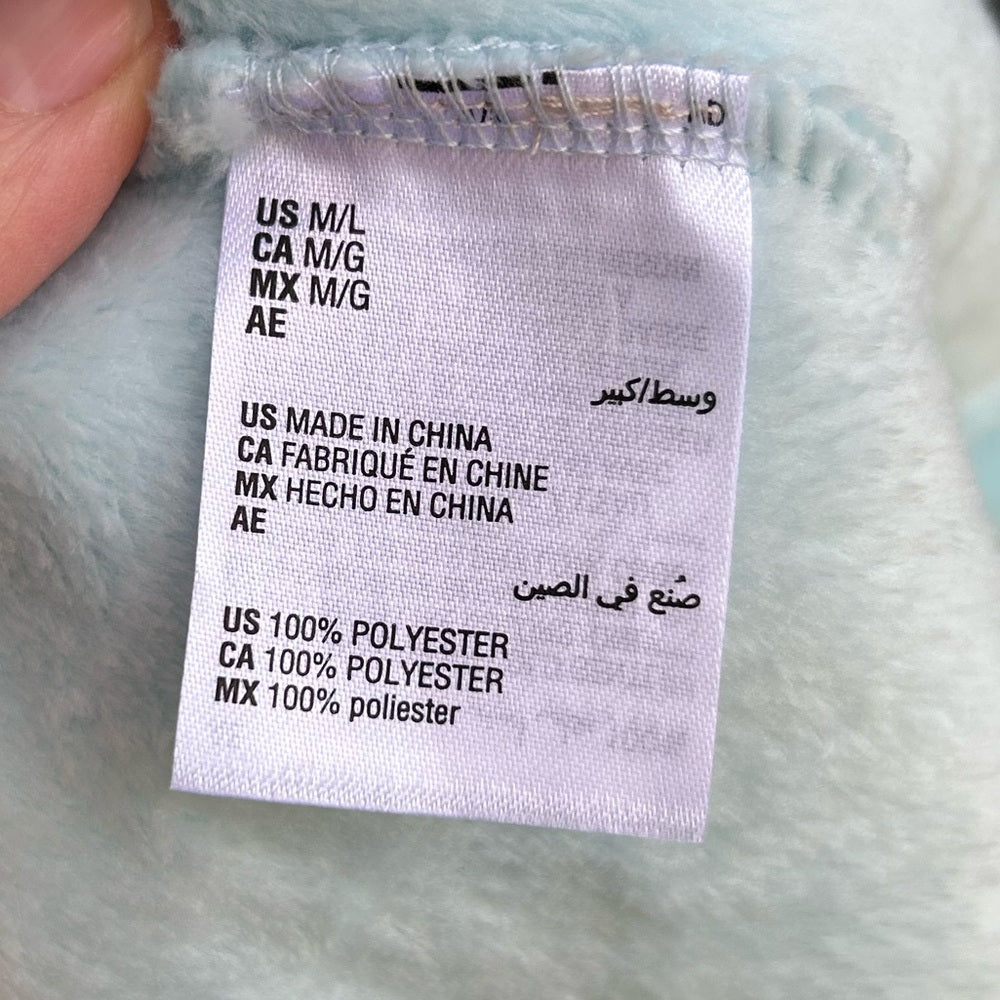 US M/L
CA M/G
MX M/G
AE
وسط/كبير
US MADE IN CHINA
CA FABRIQUÉ EN CHINE
MX HECHO EN CHINA
AE
صُنع في الصين
US 100% POLYESTER
CA 100% POLYESTER
MX 100% poliester